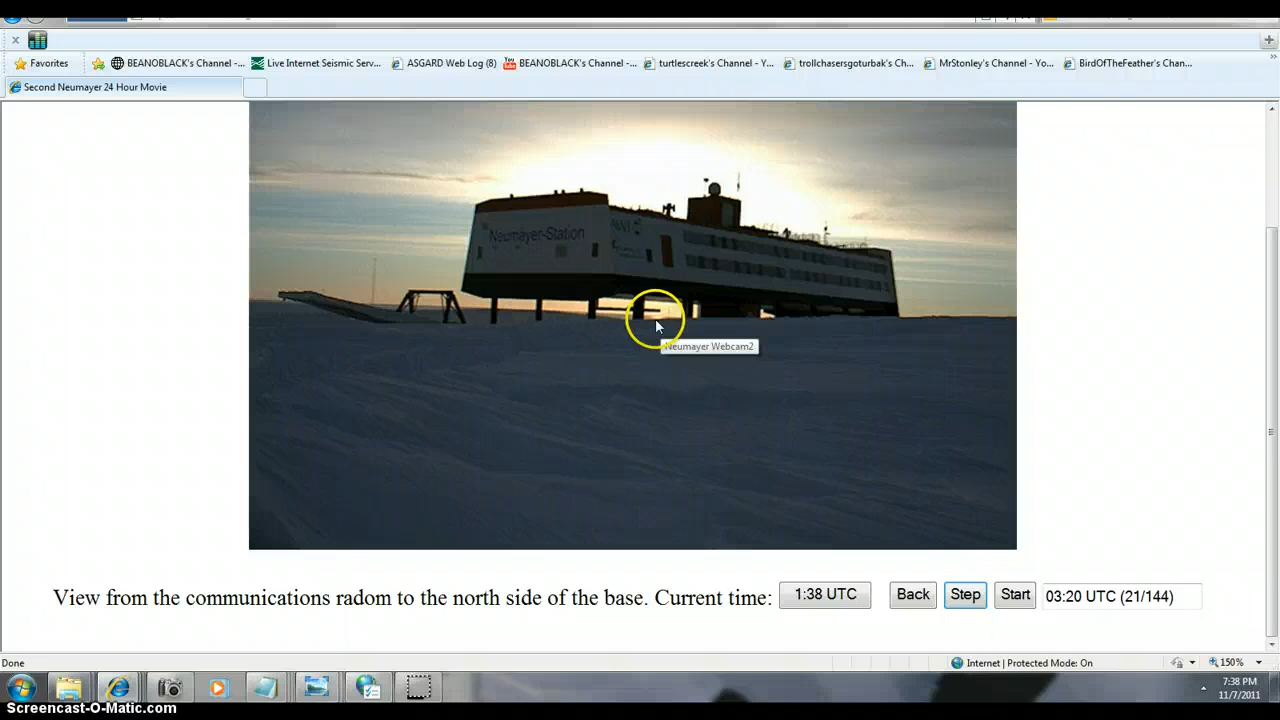 Favorites
BEANOBLACK's Channel -...
Live Internet Seismic Serv...
ASGARD Web Log (8)
BEANOBLACK's Channel -...
turtlescreek's Channel - Y...
trollchasersgoturbak's Ch...
MrStonley's Channel - Yo...
BirdOfTheFeather's Chan...
Second Neumayer 24 Hour Movie
Neumayer-Station
AWI
Neumayer Webcam2
View from the communications radom to the north side of the base. Current time:
1:38 UTC
Back
Step
Start
03:20 UTC (21/144)
Done
Internet | Protected Mode: On
150%
7:38 PM
11/7/2011
Screencast-O-Matic.com